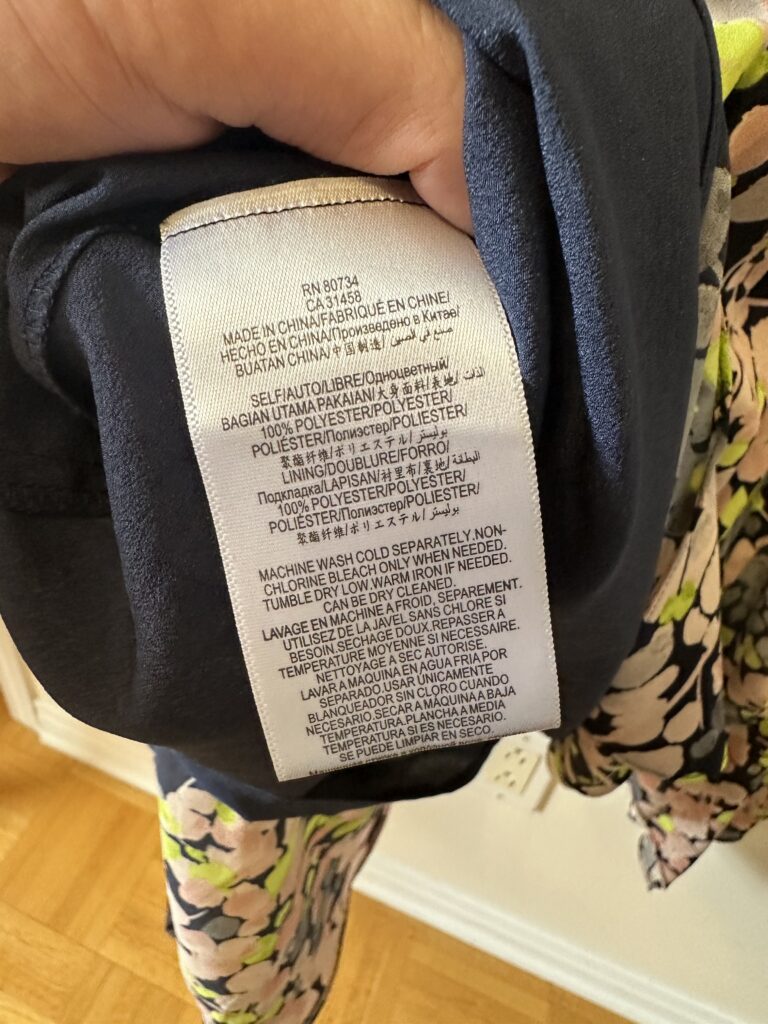 RN 80734
CA 31458
MADE IN CHINA/FABRIQUÉ EN CHINE/
HECHO EN CHINA/Произведено в Китае/
BUATAN CHINA/中国制造/ صنع في الصين
SELF/AUTO/LIBRE/Одноцветный/
BAGIAN UTAMA PAKAIAN/大身面料/表地/ الذات
100% POLYESTER/POLYESTER/
POLIÉSTER/Полиэстер/POLIESTER/
聚酯纤维/ポリエステル/ بوليستر
LINING/DOUBLURE/FORRO/
Подкладка/LAPISAN/衬里布/裏地/ البطانة
100% POLYESTER/POLYESTER/
POLIÉSTER/Полиэстер/POLIESTER/
聚酯纤维/ポリエステル/ بوليستر
MACHINE WASH COLD SEPARATELY.NON-
CHLORINE BLEACH ONLY WHEN NEEDED.
TUMBLE DRY LOW.WARM IRON IF NEEDED.
CAN BE DRY CLEANED.
LAVAGE EN MACHINE A FROID, SEPAREMENT.
UTILISEZ DE LA JAVEL SANS CHLORE SI
BESOIN.SECHAGE DOUX.REPASSER A
TEMPERATURE MOYENNE SI NECESSAIRE.
NETTOYAGE A SEC AUTORISE.
LAVAR A MAQUINA EN AGUA FRIA POR
SEPARADO.USAR ÚNICAMENTE
BLANQUEADOR SIN CLORO CUANDO
NECESARIO.SECAR A MÁQUINA A BAJA
TEMPERATURA.PLANCHA A MEDIA
TEMPERATURA SI ES NECESARIO.
SE PUEDE LIMPIAR EN SECO.